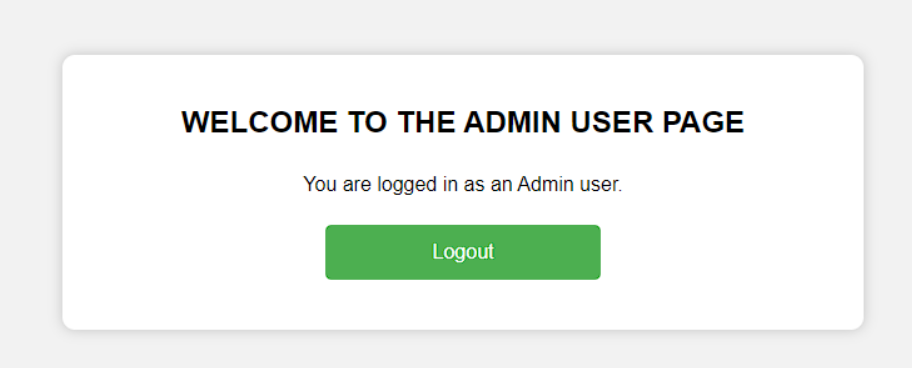 WELCOME TO THE ADMIN USER PAGE
You are logged in as an Admin user.
Logout